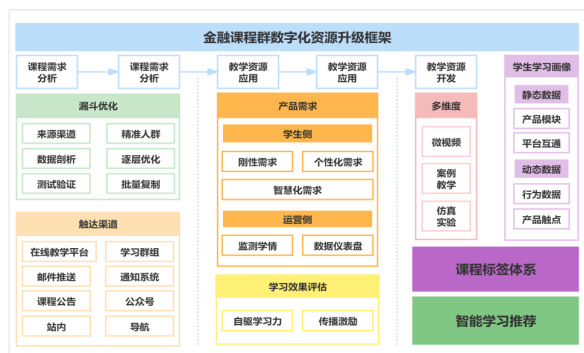 金融课程群数字化资源升级框架
课程需求
分析
课程需求
分析
教学资源
应用
教学资源
应用
教学资源
开发
学生学习画像
漏斗优化
来源渠道
精准人群
数据剖析
逐层优化
测试验证
批量复制
触达渠道
在线教学平台
学习群组
邮件推送
通知系统
课程公告
公众号
站内
导航
产品需求
学生侧
刚性需求
个性化需求
智慧化需求
运营侧
监测学情
数据仪表盘
学习效果评估
自驱学习力
传播激励
多维度
微视频
案例
教学
仿真
实验
静态数据
产品模块
平台互通
动态数据
行为数据
产品触点
课程标签体系
智能学习推荐